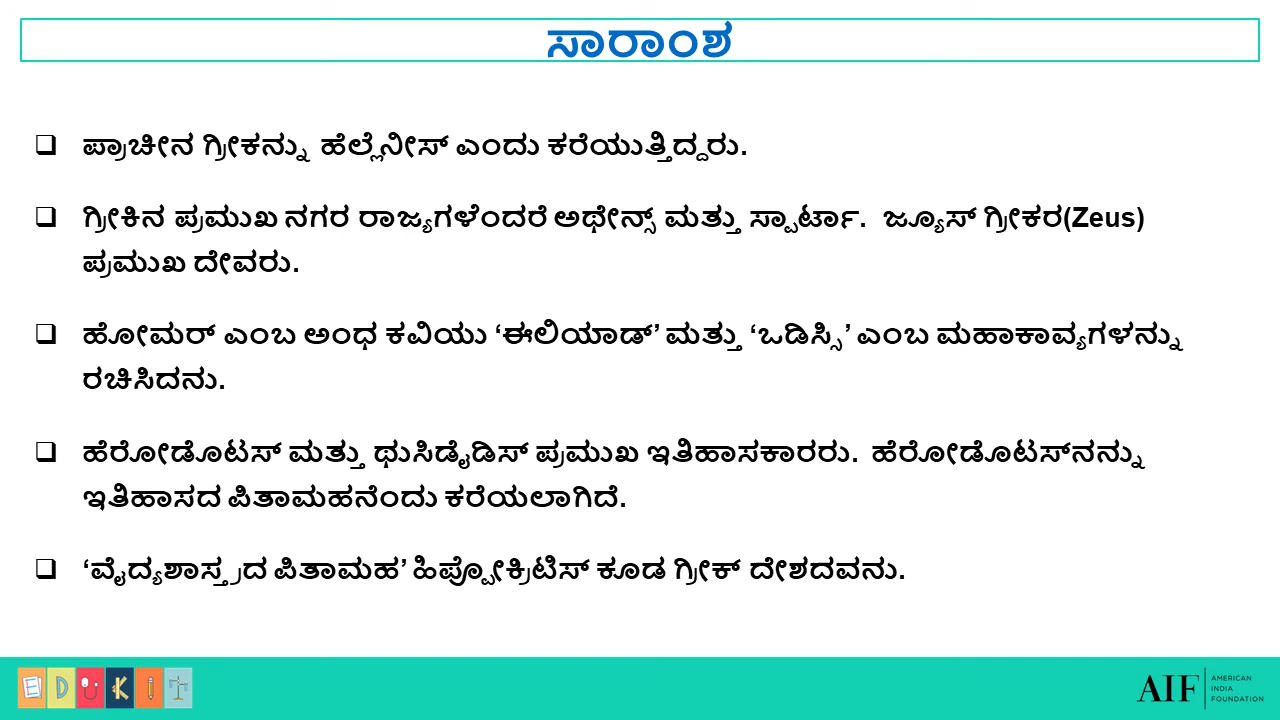 ಸಾರಾಂಶ
ಪ್ರಾಚೀನ ಗ್ರೀಕನ್ನು ಹೆಲ್ಲೆನೀಸ್ ಎಂದು ಕರೆಯುತ್ತಿದ್ದರು.
ಗ್ರೀಕಿನ ಪ್ರಮುಖ ನಗರ ರಾಜ್ಯಗಳೆಂದರೆ ಅಥೇನ್ಸ್ ಮತ್ತು ಸ್ಪಾರ್ಟಾ. ಜ್ಯೂಸ್ ಗ್ರೀಕರ(Zeus)
ಪ್ರಮುಖ ದೇವರು.
ಹೋಮರ್ ಎಂಬ ಅಂಧ ಕವಿಯು ‘ಈಲಿಯಾಡ್’ ಮತ್ತು ‘ಒಡಿಸ್ಸಿ’ ಎಂಬ ಮಹಾಕಾವ್ಯಗಳನ್ನು
ರಚಿಸಿದನು.
ಹೆರೋಡೊಟಸ್ ಮತ್ತು ಥುಸಿಡೈಡಿಸ್ ಪ್ರಮುಖ ಇತಿಹಾಸಕಾರರು. ಹೆರೋಡೊಟಸ್‌ನನ್ನು
ಇತಿಹಾಸದ ಪಿತಾಮಹನೆಂದು ಕರೆಯಲಾಗಿದೆ.
‘ವೈದ್ಯಶಾಸ್ತ್ರದ ಪಿತಾಮಹ’ ಹಿಪ್ಪೋಕ್ರಿಟಿಸ್ ಕೂಡ ಗ್ರೀಕ್ ದೇಶದವನು.
EDUKIT
AIF AMERICAN
INDIA
FOUNDATION